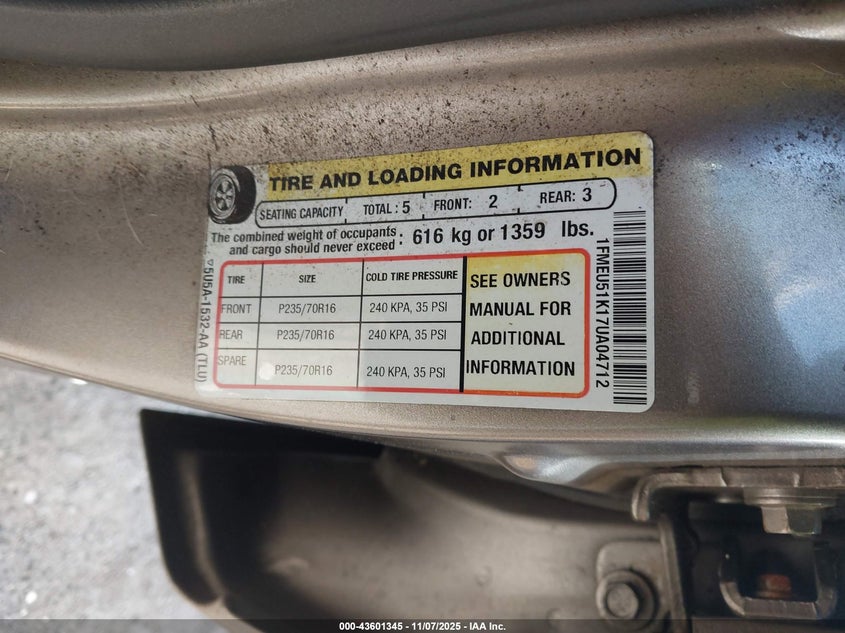 TIRE AND LOADING INFORMATION
SEATING CAPACITY TOTAL : 5 FRONT: 2 REAR: 3
The combined weight of occupants
and cargo should never exceed : 616 kg or 1359 lbs.
TIRE SIZE COLD TIRE PRESSURE
FRONT P235/70R16 240 KPA, 35 PSI
REAR P235/70R16 240 KPA, 35 PSI
SPARE P235/70R16 240 KPA, 35 PSI
SEE OWNERS
MANUAL FOR
ADDITIONAL
INFORMATION
1FMEU51K17UA04712
5U5A-1532-AA (TLU)
000-43601345 — 11/07/2025 — IAA Inc.